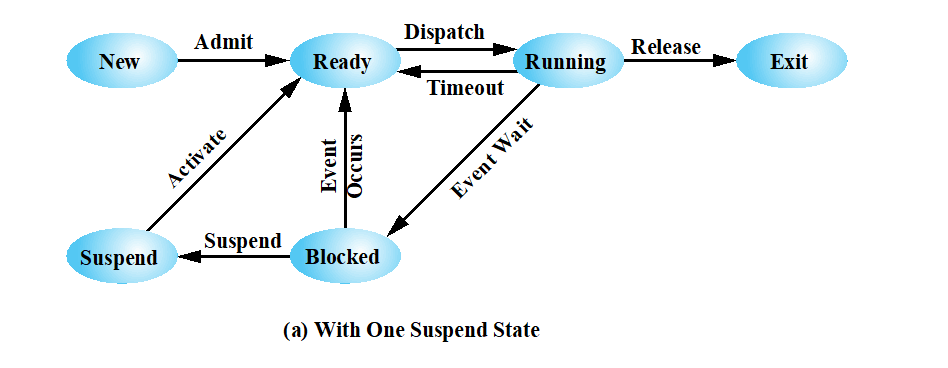 Dispatch
Admit
Release
New
Ready
Running
Exit
Timeout
Activate
Event
Occurs
Event Wait
Suspend
Suspend
Blocked
(a) With One Suspend State